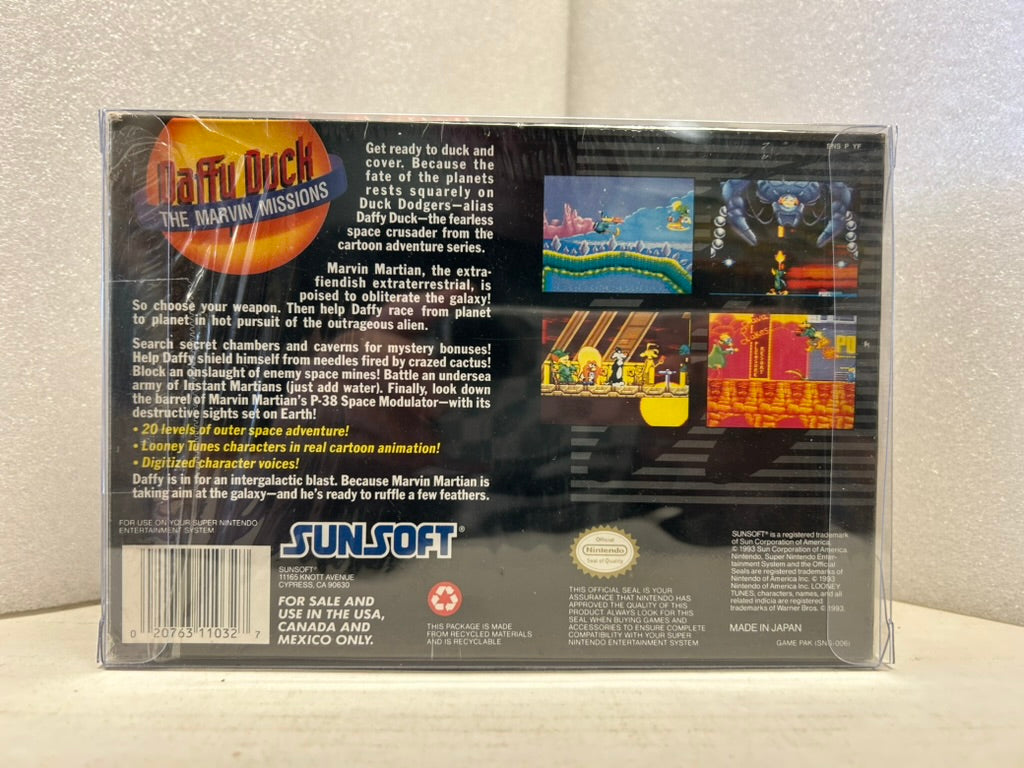 Daffy Duck
THE MARVIN MISSIONS
Get ready to duck and
cover. Because the
fate of the planets
rests squarely on
Duck Dodgers—alias
Daffy Duck—the fearless
space crusader from the
cartoon adventure series.
Marvin Martian, the extra-
fiendish extraterrestrial, is
poised to obliterate the galaxy!
So choose your weapon. Then help Daffy race from planet
to planet in hot pursuit of the outrageous alien.
Search secret chambers and caverns for mystery bonuses!
Help Daffy shield himself from needles fired by crazed cactus!
Block an onslaught of enemy space mines! Battle an undersea
army of Instant Martians (just add water). Finally, look down
the barrel of Marvin Martian's P-38 Space Modulator—with its
destructive sights set on Earth!
• 20 levels of outer space adventure!
• Looney Tunes characters in real cartoon animation!
• Digitized character voices!
Daffy is in for an intergalactic blast. Because Marvin Martian is
taking aim at the galaxy—and he's ready to ruffle a few feathers.
SNS P YF
FOR USE ON YOUR SUPER NINTENDO
ENTERTAINMENT SYSTEM
0 20763 11032 7
SUNSOFT®
SUNSOFT®
11165 KNOTT AVENUE
CYPRESS, CA 90630
FOR SALE AND
USE IN THE USA,
CANADA AND
MEXICO ONLY.
THIS PACKAGE IS MADE
FROM RECYCLED MATERIALS
AND IS RECYCLABLE
Official
Nintendo
Seal of Quality
THIS OFFICIAL SEAL IS YOUR
ASSURANCE THAT NINTENDO HAS
APPROVED THE QUALITY OF THIS
PRODUCT. ALWAYS LOOK FOR THIS
SEAL WHEN BUYING GAMES AND
ACCESSORIES TO ENSURE COMPLETE
COMPATIBILITY WITH YOUR SUPER
NINTENDO ENTERTAINMENT SYSTEM
SUNSOFT® is a registered trademark
of Sun Corporation of America.
© 1993 Sun Corporation of America.
Nintendo, Super Nintendo Enter-
tainment System and the Official
Seals are registered trademarks of
Nintendo of America Inc. © 1993
Nintendo of America Inc. LOONEY
TUNES, characters, names, and all
related indicia are registered
trademarks of Warner Bros. © 1993.
MADE IN JAPAN
GAME PAK (SNS-006)